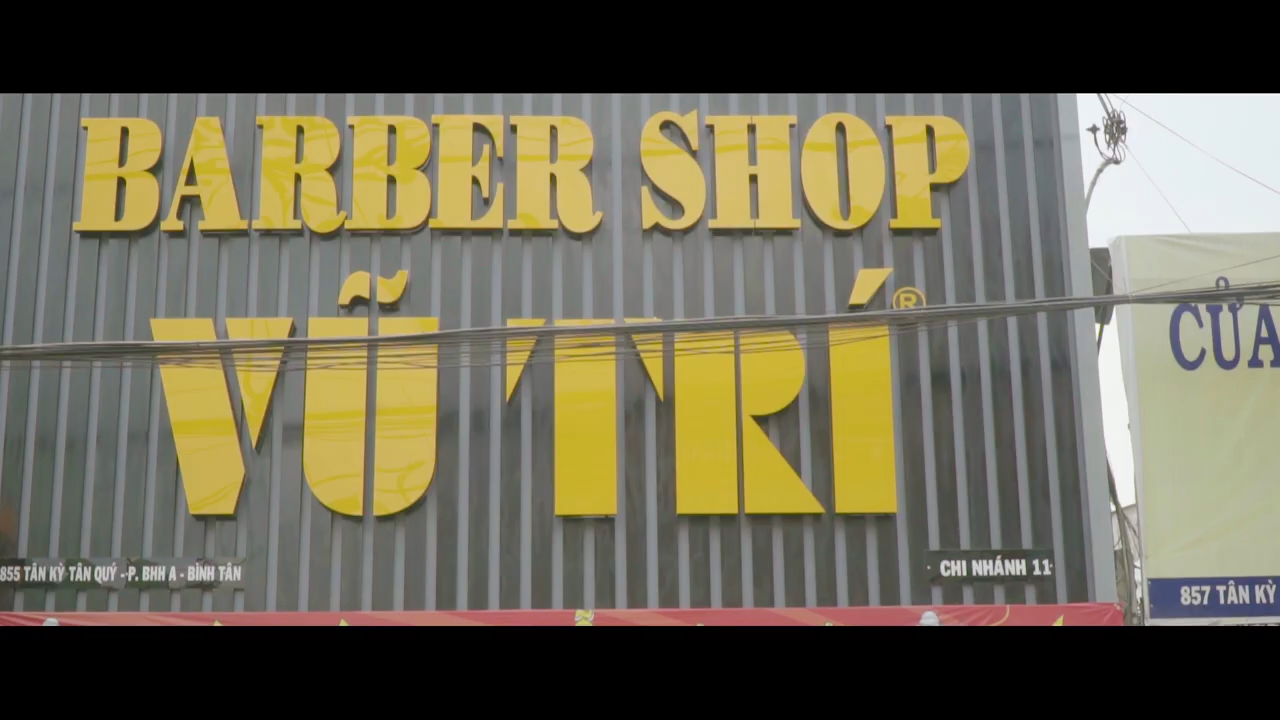 BARBER SHOP
VŨ TRÍ ®
855 TÂN KỲ TÂN QUÝ - P. BHH A - BÌNH TÂN
CHI NHÁNH 11
CỬA
857 TÂN KỲ